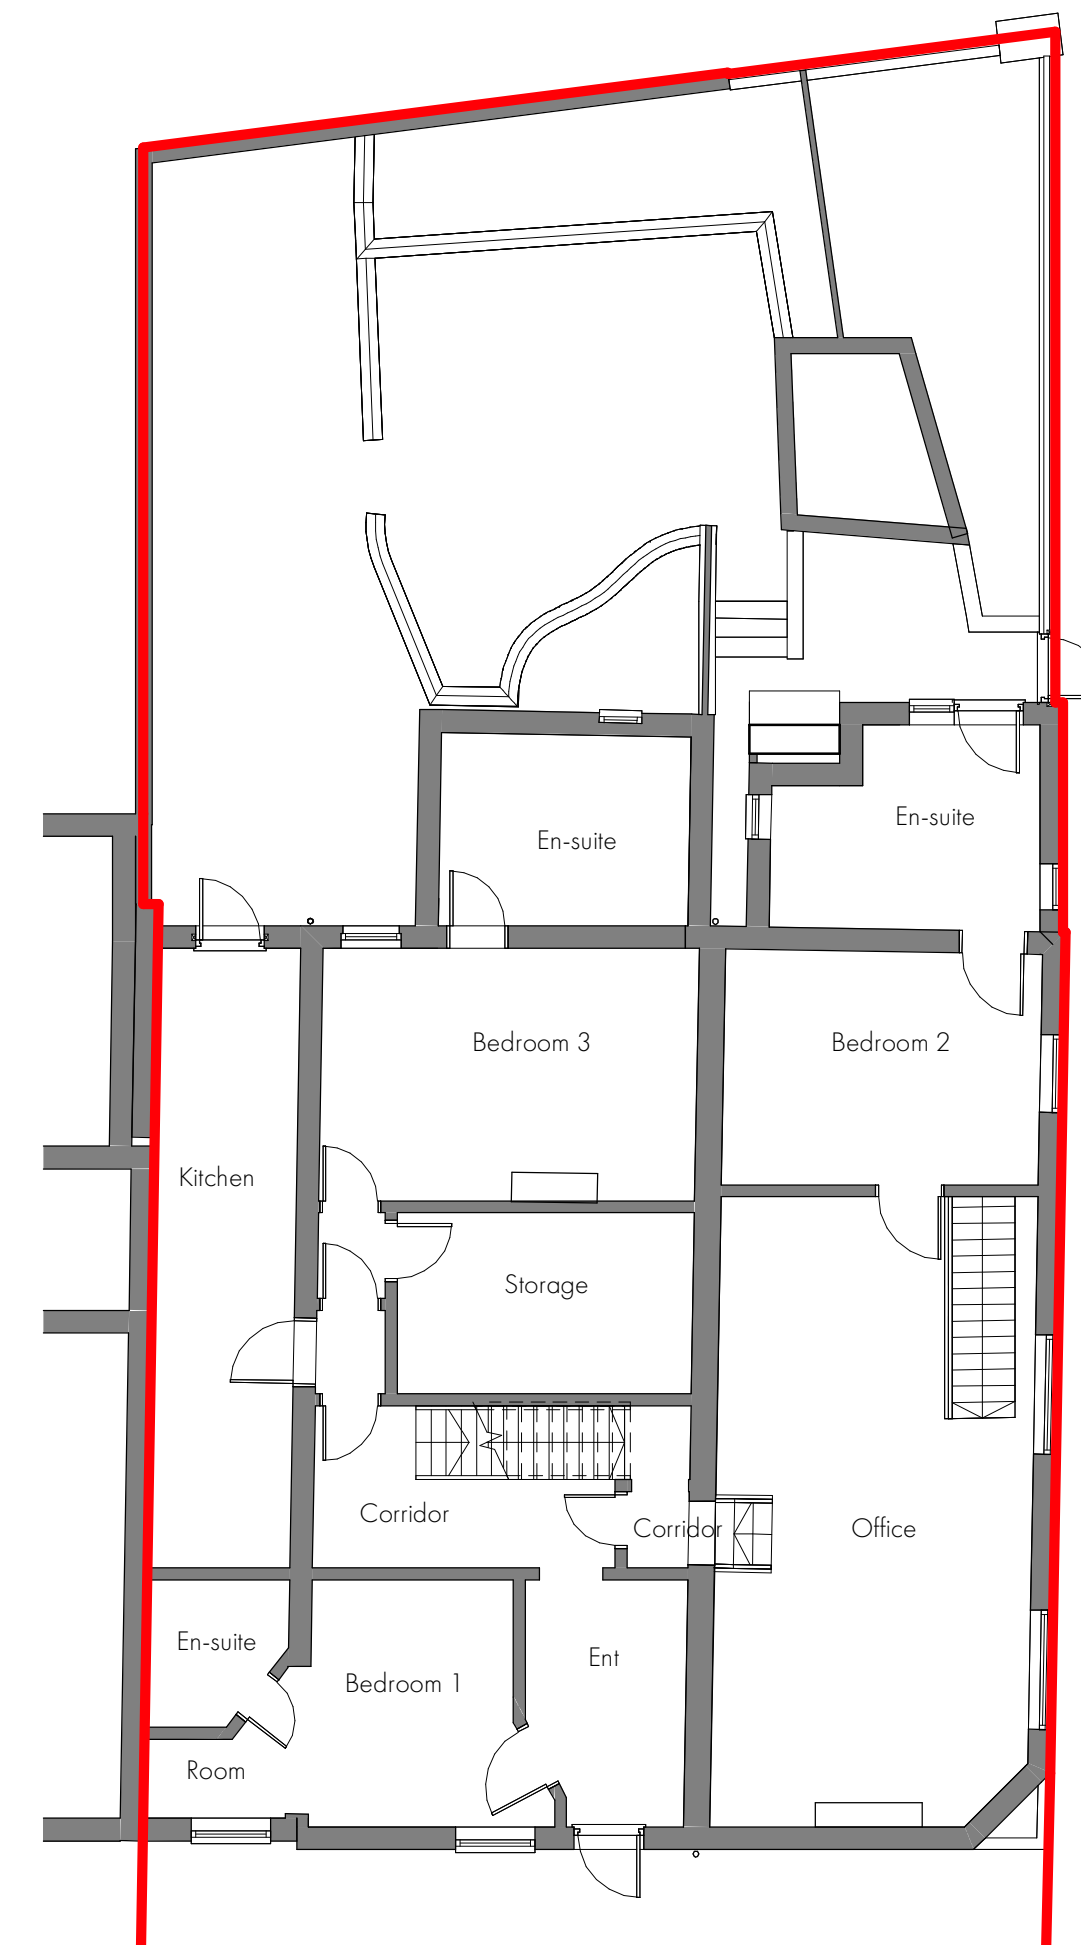 En-suite
En-suite
Bedroom 3
Bedroom 2
Kitchen
Storage
Corridor
Corridor
Office
En-suite
Ent
Bedroom 1
Room